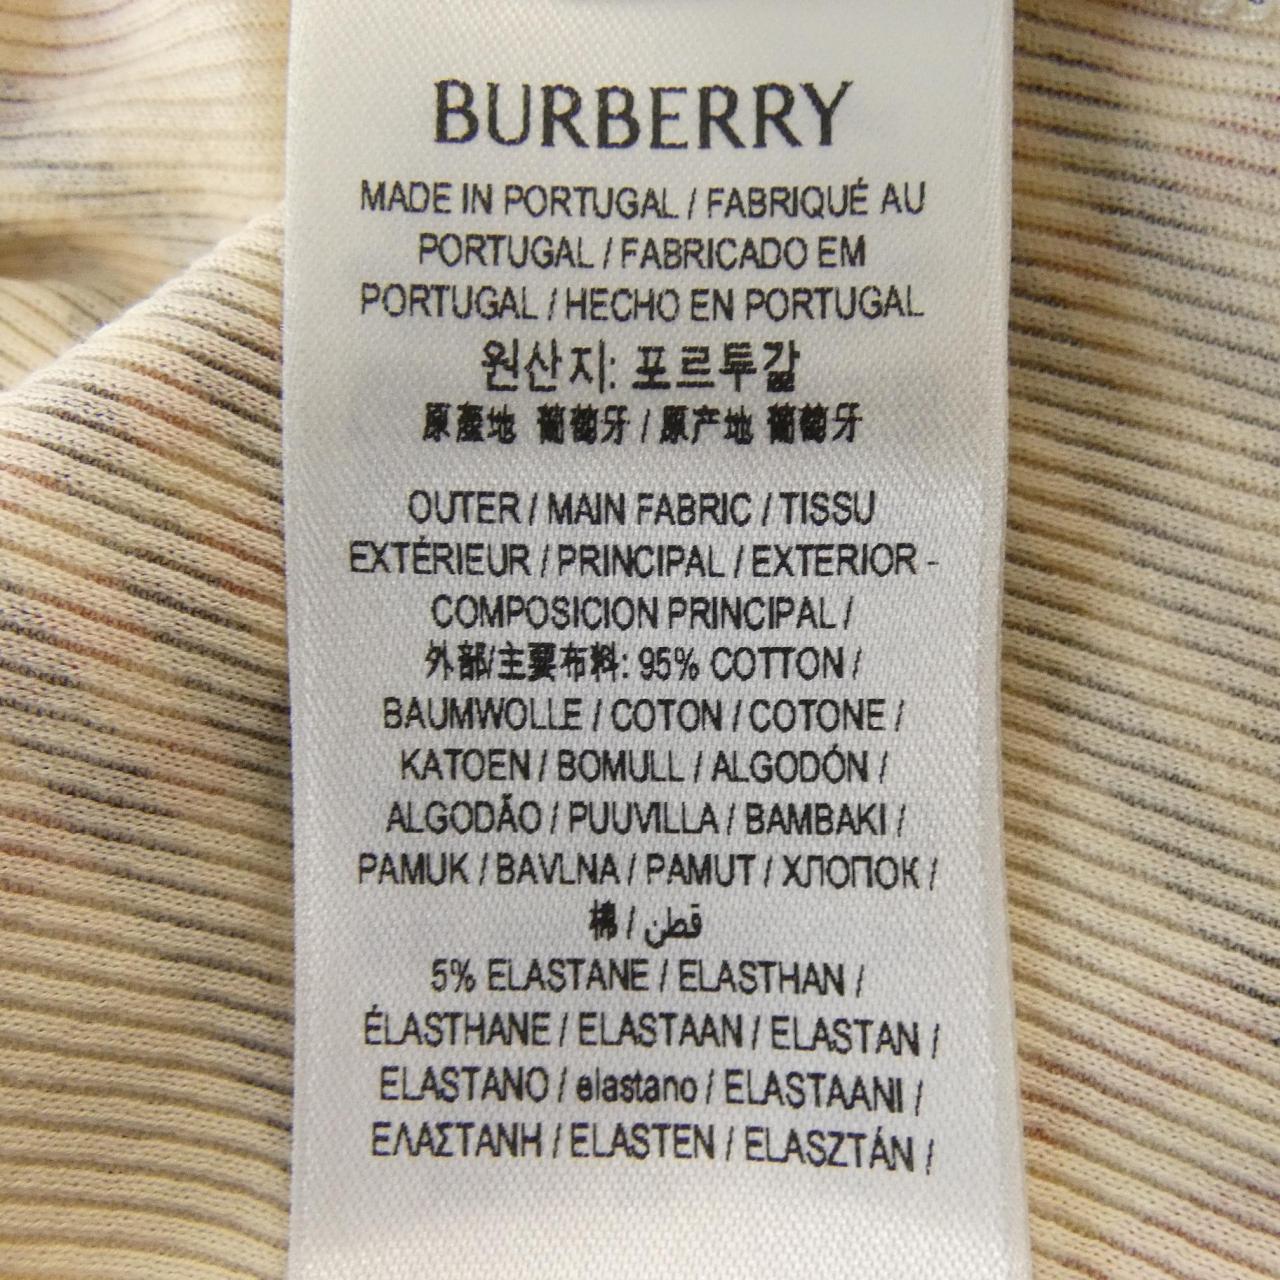 BURBERRY
MADE IN PORTUGAL / FABRIQUÉ AU
PORTUGAL / FABRICADO EM
PORTUGAL / HECHO EN PORTUGAL
원산지: 포르투갈
原產地 葡萄牙 / 原产地 葡萄牙
OUTER / MAIN FABRIC / TISSU
EXTÉRIEUR / PRINCIPAL / EXTERIOR -
COMPOSICION PRINCIPAL /
外部/主要布料: 95% COTTON /
BAUMWOLLE / COTON / COTONE /
KATOEN / BOMULL / ALGODÓN /
ALGODÃO / PUUVILLA / BAMBAKI /
PAMUK / BAVLNA / PAMUT / ХЛОПОК /
棉 / قطن
5% ELASTANE / ELASTHAN /
ÉLASTHANE / ELASTAAN / ELASTAN /
ELASTANO / elastano / ELASTAANI /
ΕΛΑΣΤΑΝΗ / ELASTEN / ELASZTÁN /